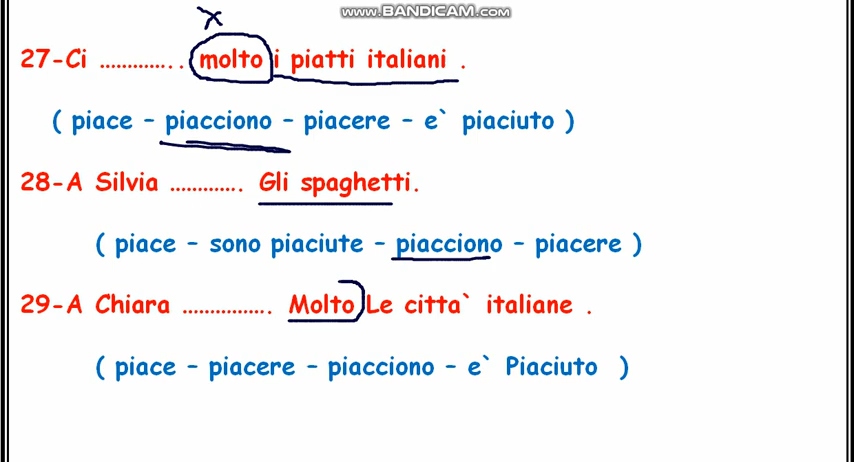 www.BANDICAM.com
x
27-Ci .............. molto i piatti italiani .
( piace - piacciono - piacere - e` piaciuto )
28-A Silvia ............. Gli spaghetti.
( piace - sono piaciute - piacciono - piacere )
29-A Chiara ................ Molto Le citta` italiane .
( piace - piacere - piacciono - e` Piaciuto )